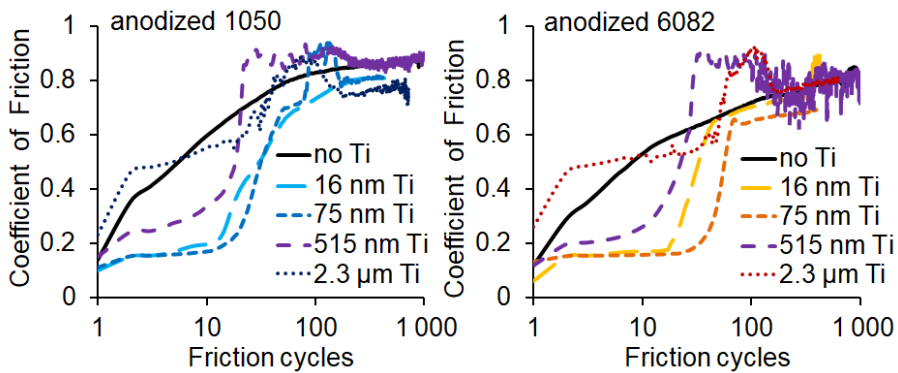 anodized 1050
Coefficient of Friction
1
0.8
0.6
0.4
0.2
0
no Ti
16 nm Ti
75 nm Ti
515 nm Ti
2.3 µm Ti
1
10
100
1 000
Friction cycles
anodized 6082
Coefficient of Friction
1
0.8
0.6
0.4
0.2
0
no Ti
16 nm Ti
75 nm Ti
515 nm Ti
2.3 µm Ti
1
10
100
1 000
Friction cycles